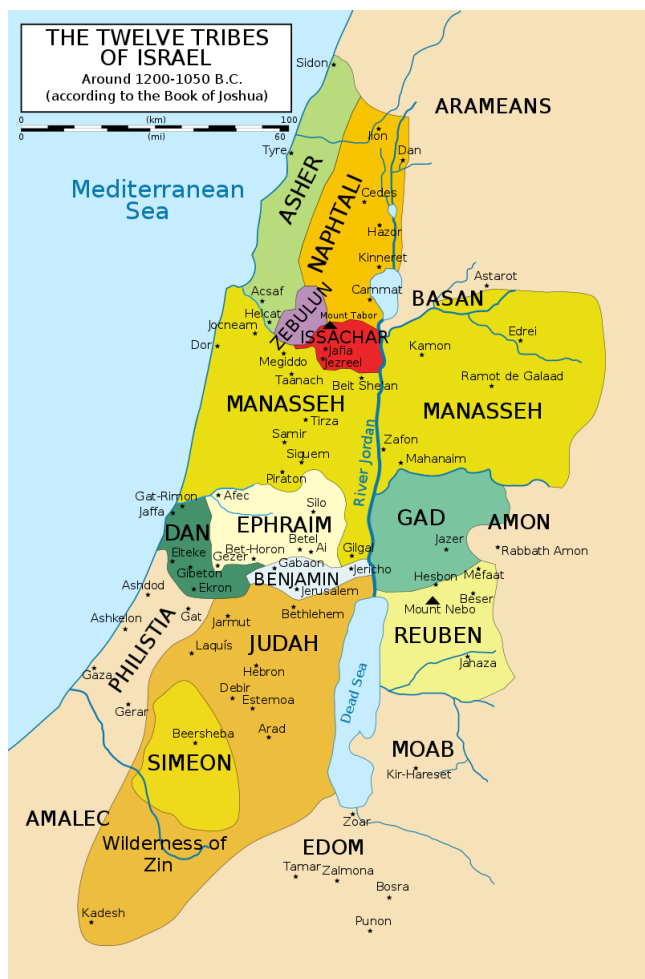 THE TWELVE TRIBES
OF ISRAEL
Around 1200-1050 B.C.
(according to the Book of Joshua)
0 (km) 100
0 (mi) 60
Sidon
ARAMEANS
Ijon
Tyre
Dan
Mediterranean
Sea
ASHER
NAPHTALI
Cedes
Hazor
Kinneret
Astarot
Acsaf
Cammat
BASAN
Helcat
ZEBULUN
Mount Tabor
Jocneam
Edrei
ISSACHAR
Dor
Jafia
Kamon
Megiddo
Jezreel
Taanach
Beit Shean
Ramot de Galaad
MANASSEH
MANASSEH
Tirza
Samir
River Jordan
Zafon
Siquem
Mahanaim
Piraton
Gat-Rimon
Afec
Jaffa
Silo
GAD
AMON
DAN
EPHRAIM
Jazer
Betel
Rabbath Amon
Bet-Horon
Ai
Gilgal
Elteke
Gezer
Gabaon
Jericho
Gibeton
BENJAMIN
Hesbon
Mefaat
Ashdod
Ekron
Jerusalem
Beser
Mount Nebo
Gat
Bethlehem
Ashkelon
Jarmut
REUBEN
PHILISTIA
JUDAH
Laquís
Jahaza
Gaza
Hebron
Dead Sea
Debir
Estemoa
Gerar
Beersheba
Arad
MOAB
SIMEON
Kir-Hareset
AMALEC
Zoar
Wilderness of
Zin
EDOM
Tamar
Zalmona
Bosra
Kadesh
Punon